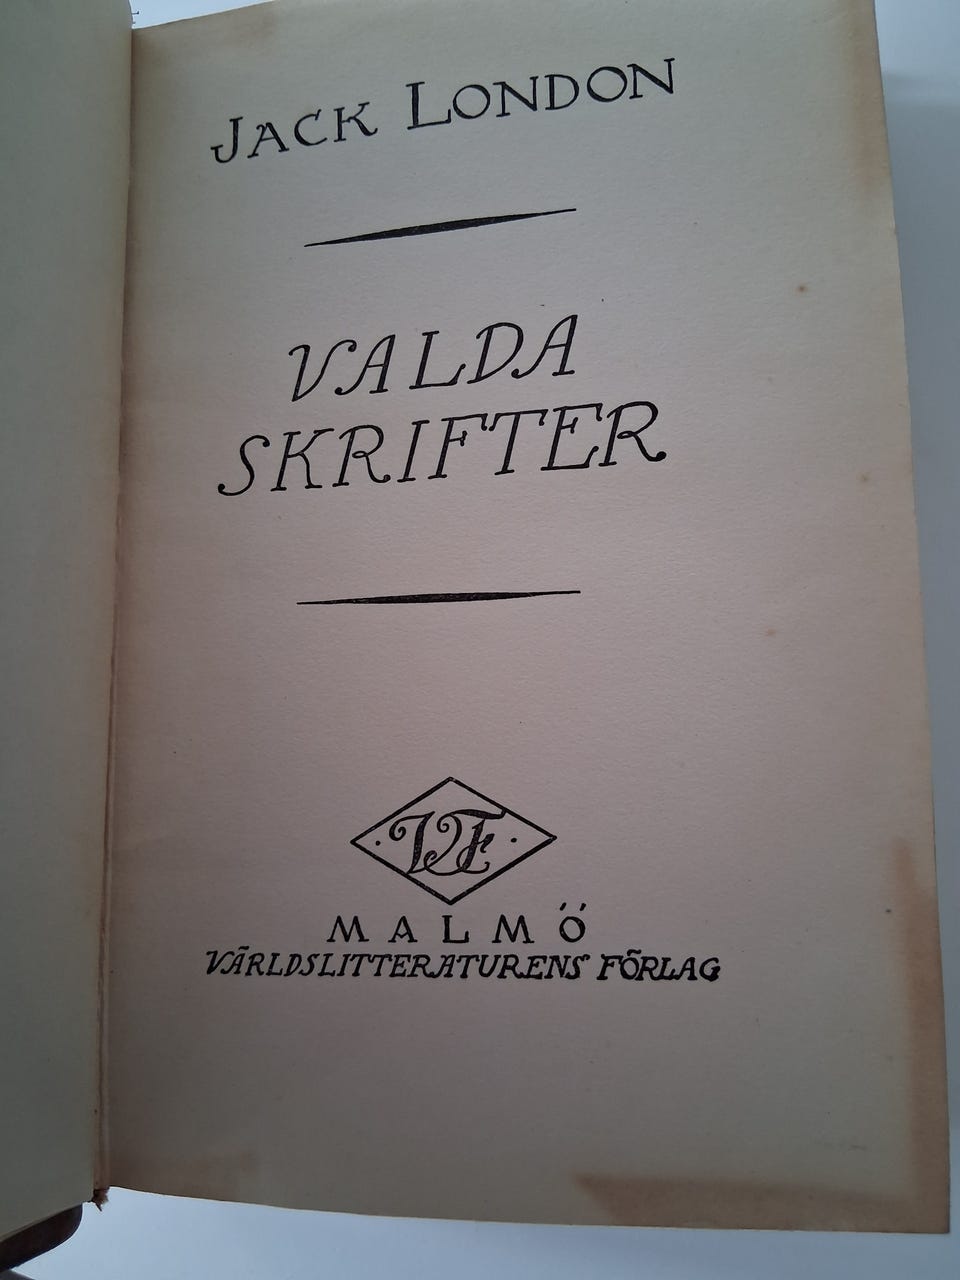 JACK LONDON
VALDA
SKRIFTER
VF
MALMÖ
VÄRLDSLITTERATURENS FÖRLAG